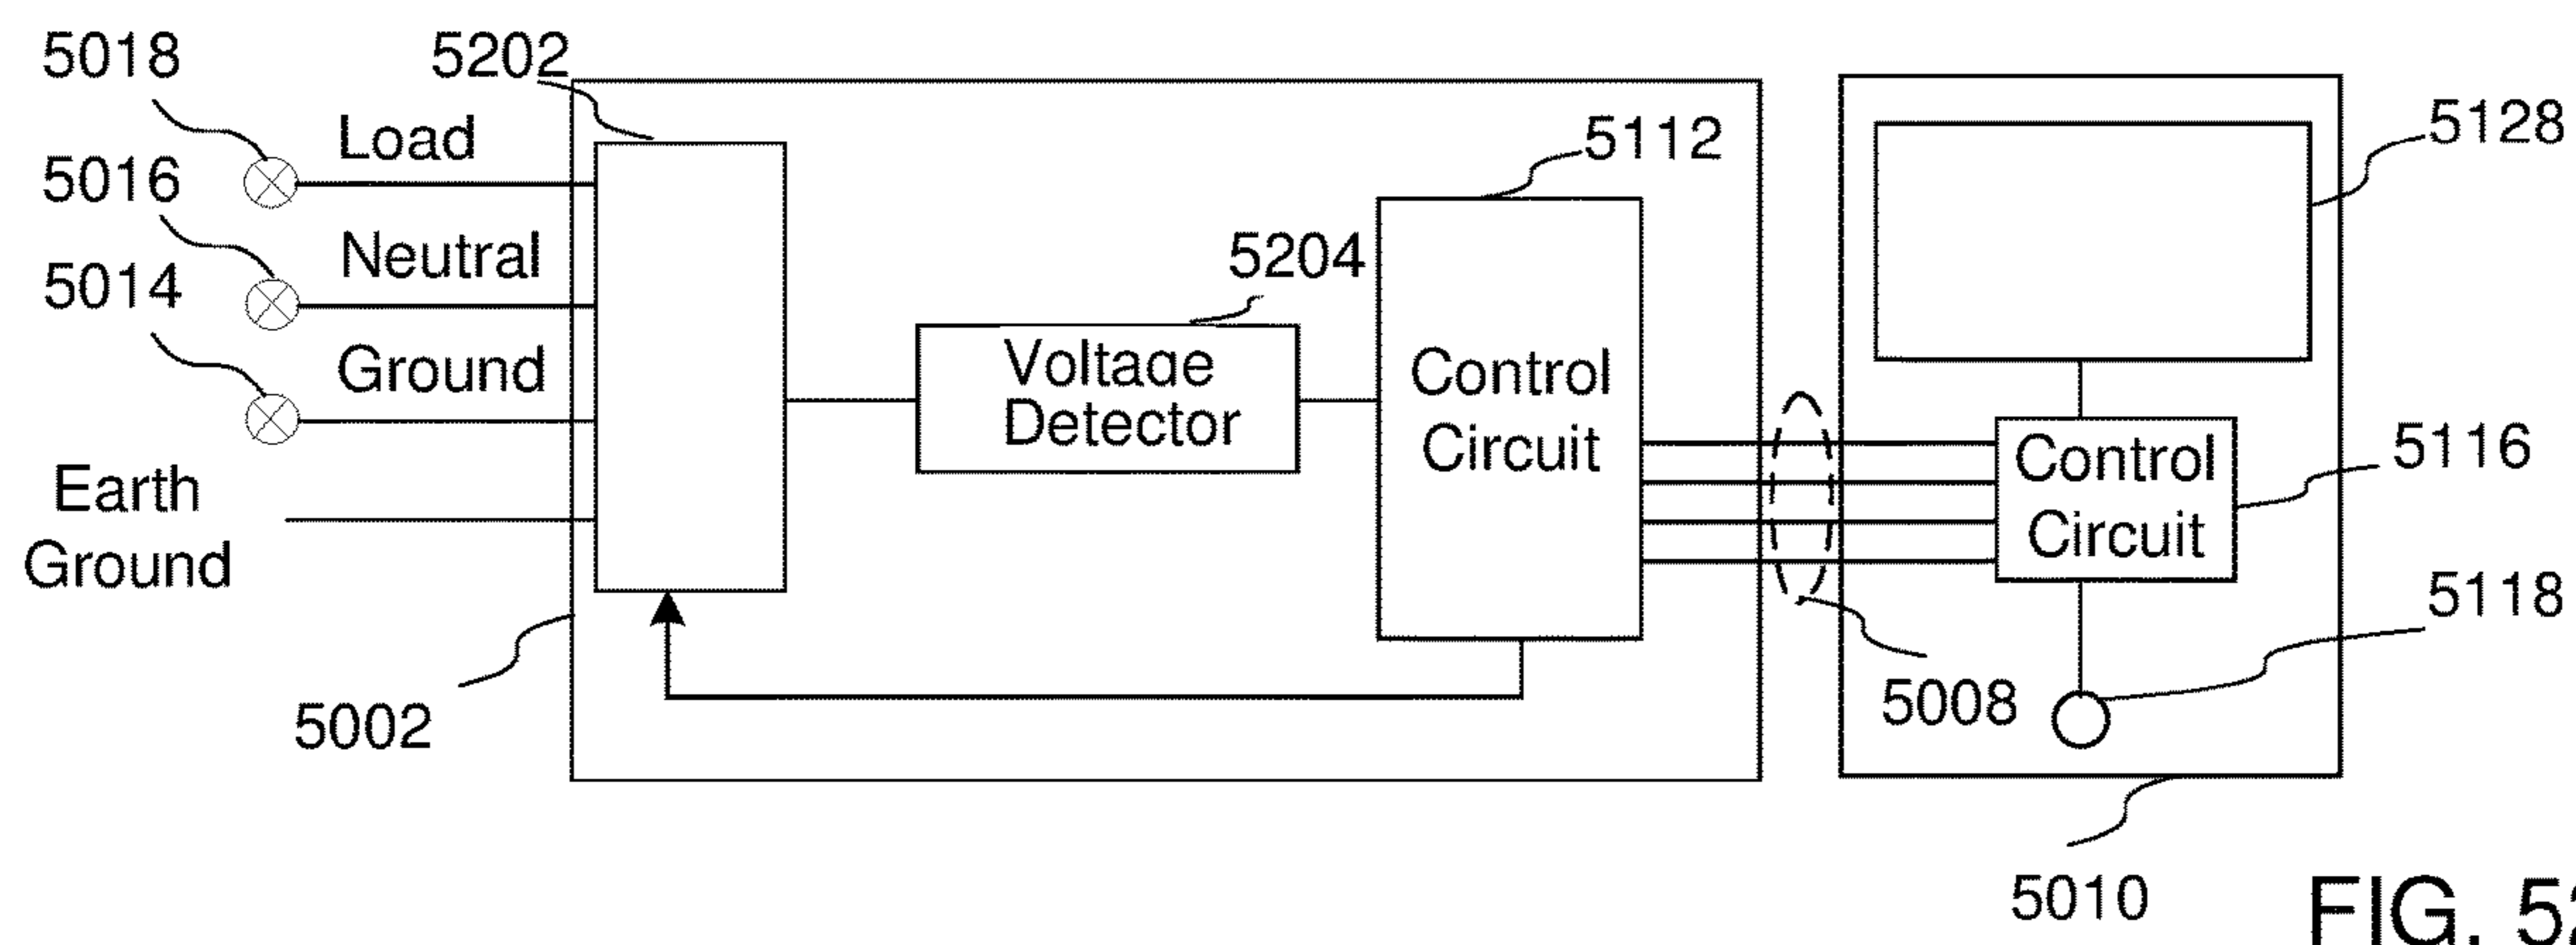 5018
5202
Load
5112
5128
5016
Neutral
5204
5014
Voltage
Detector
Control
Circuit
Ground
Control
Circuit
5116
Earth
Ground
5118
5008
5002
5010
FIG. 52